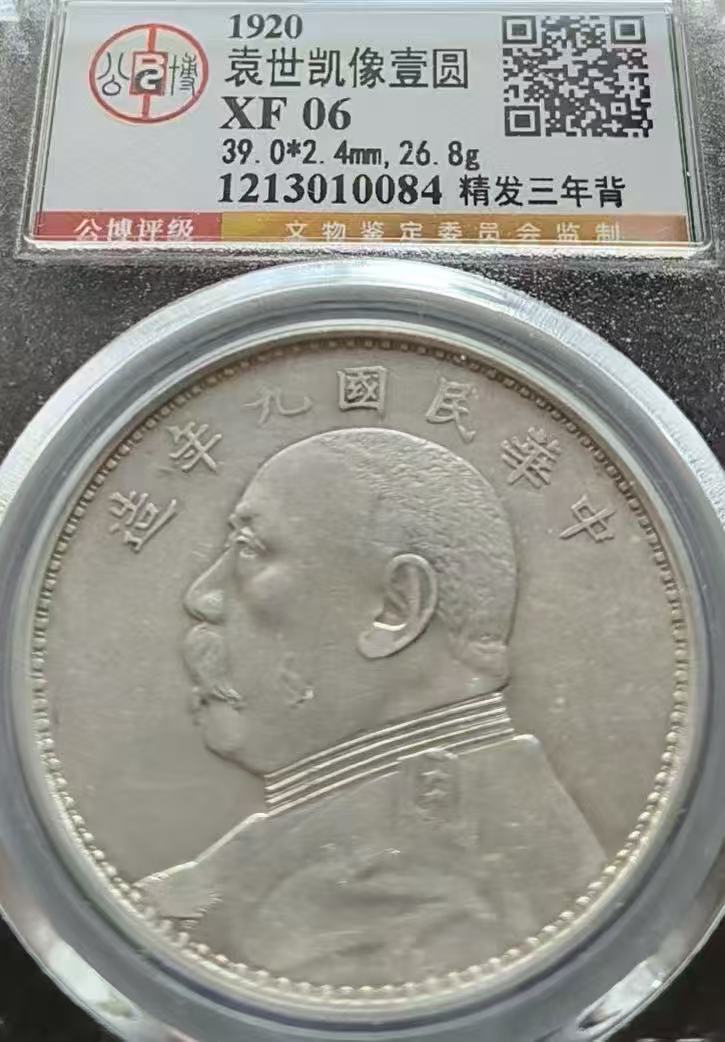 1920
公博
袁世凯像壹圆
XF 06
39.0*2.4mm,26.8g
1213010084 精发三年背
公博评级 文物鉴定委员会监制
造年九國民華中